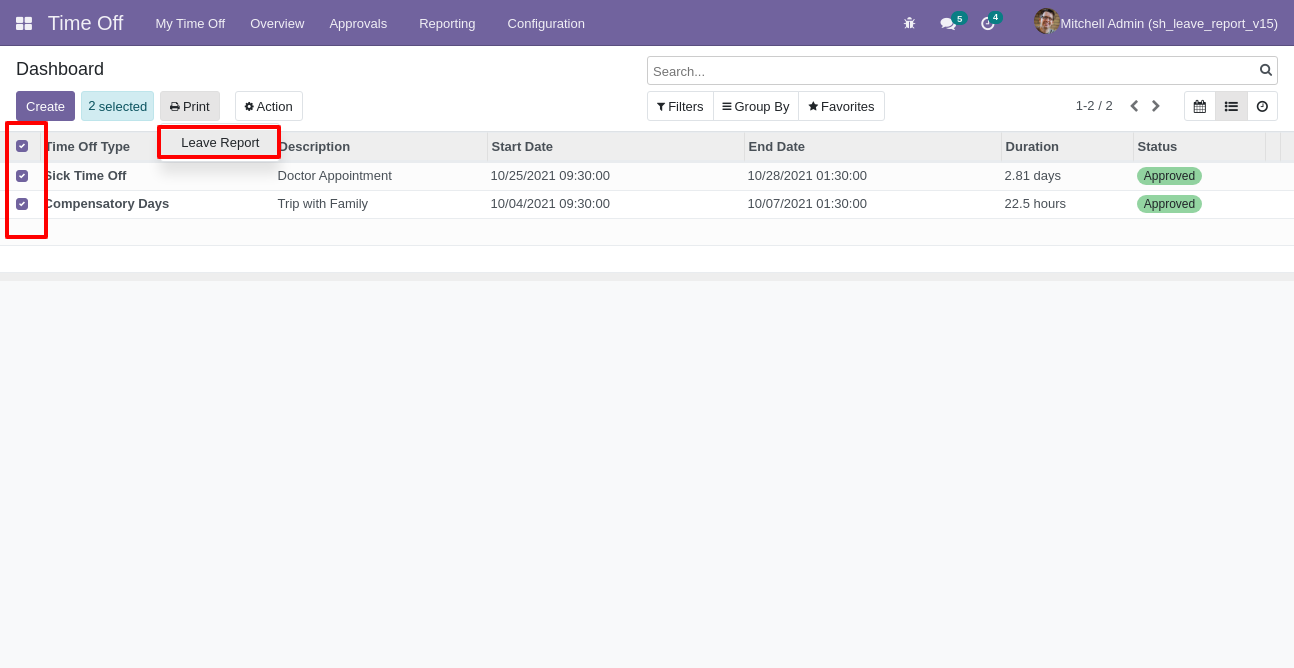 Time Off My Time Off Overview Approvals Reporting Configuration 5 4 Mitchell Admin (sh_leave_report_v15)
Dashboard Search...
Create 2 selected Print Action Filters Group By Favorites 1-2 / 2
Leave Report
Time Off Type Description Start Date End Date Duration Status
Sick Time Off Doctor Appointment 10/25/2021 09:30:00 10/28/2021 01:30:00 2.81 days Approved
Compensatory Days Trip with Family 10/04/2021 09:30:00 10/07/2021 01:30:00 22.5 hours Approved